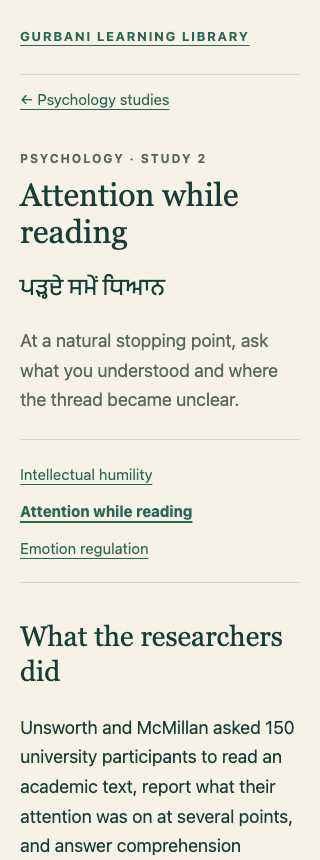 GURBANI LEARNING LIBRARY
← Psychology studies
PSYCHOLOGY · STUDY 2
Attention while
reading
ਪੜ੍ਹਦੇ ਸਮੇਂ ਧਿਆਨ
At a natural stopping point, ask
what you understood and where
the thread became unclear.
Intellectual humility
Attention while reading
Emotion regulation
What the researchers
did
Unsworth and McMillan asked 150
university participants to read an
academic text, report what their
attention was on at several points,
and answer comprehension